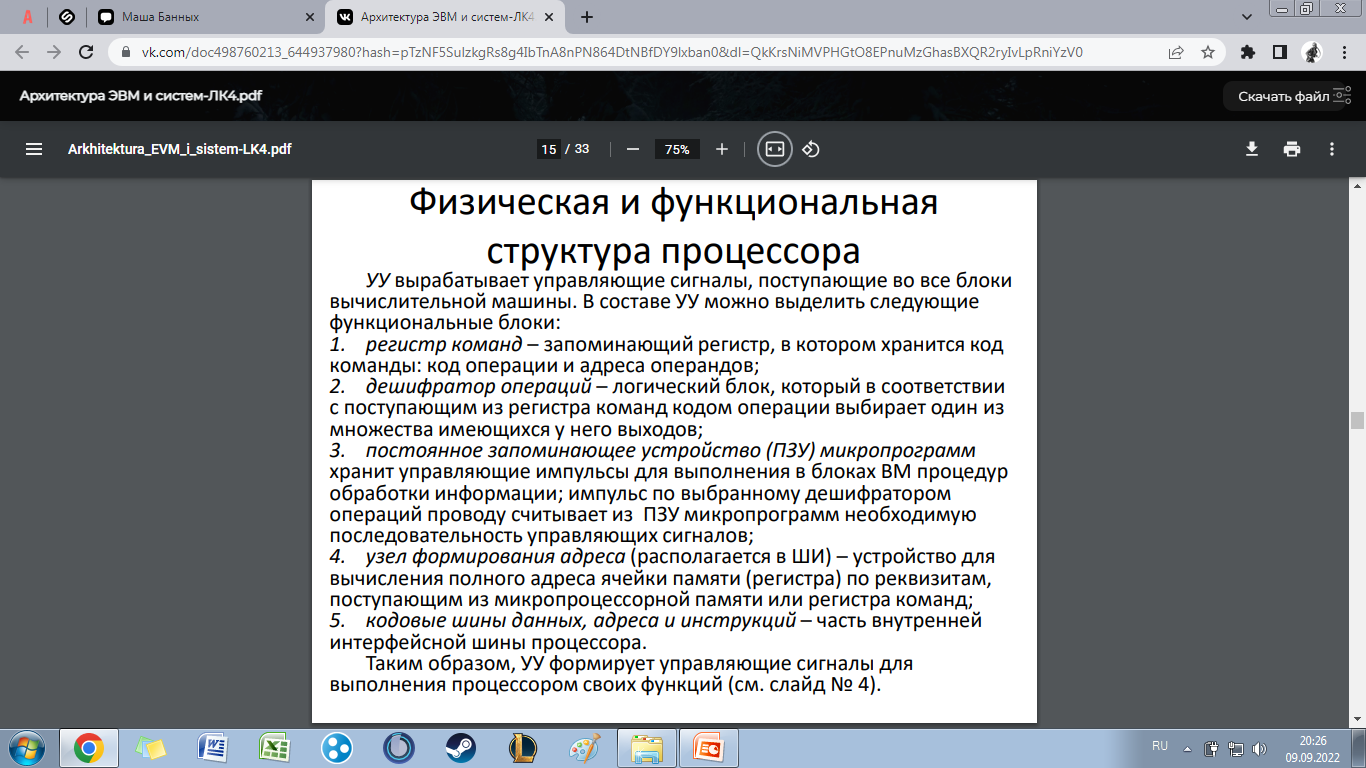 Маша Банных
Архитектура ЭВМ и систем-ЛК4
vk.com/doc498760213_644937980?hash=pTzNF5SuIzkgRs8g4IbTnA8nPN864DtNBfDY9lxban0&dl=QkKrsNiMVPHGtO8EPnuMzGhasBXQR2ryIvLpRniYzV0
Архитектура ЭВМ и систем-ЛК4.pdf
Скачать файл
Arkhitektura_EVM_i_sistem-LK4.pdf
15 / 33
75%
Физическая и функциональная
структура процессора
УУ вырабатывает управляющие сигналы, поступающие во все блоки
вычислительной машины. В составе УУ можно выделить следующие
функциональные блоки:
1. регистр команд – запоминающий регистр, в котором хранится код
команды: код операции и адреса операндов;
2. дешифратор операций – логический блок, который в соответствии
с поступающим из регистра команд кодом операции выбирает один из
множества имеющихся у него выходов;
3. постоянное запоминающее устройство (ПЗУ) микропрограмм
хранит управляющие импульсы для выполнения в блоках ВМ процедур
обработки информации; импульс по выбранному дешифратором
операций проводу считывает из ПЗУ микропрограмм необходимую
последовательность управляющих сигналов;
4. узел формирования адреса (располагается в ШИ) – устройство для
вычисления полного адреса ячейки памяти (регистра) по реквизитам,
поступающим из микропроцессорной памяти или регистра команд;
5. кодовые шины данных, адреса и инструкций – часть внутренней
интерфейсной шины процессора.
Таким образом, УУ формирует управляющие сигналы для
выполнения процессором своих функций (см. слайд № 4).
RU
20:26
09.09.2022